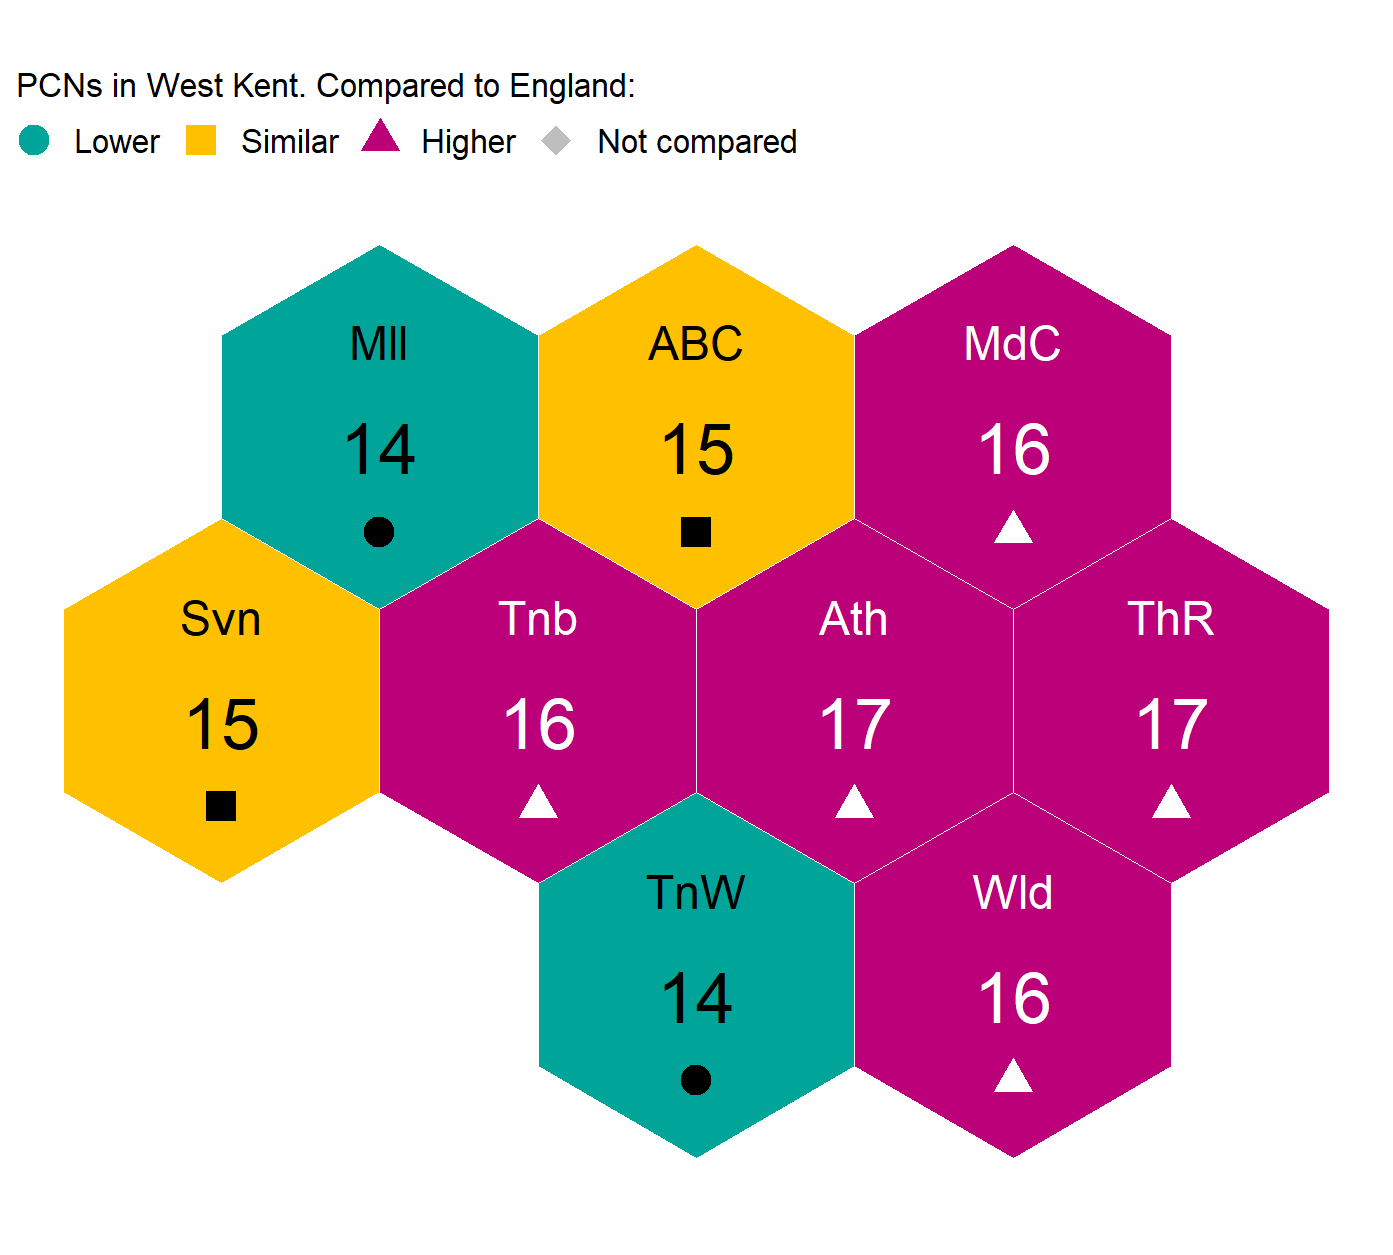 PCNs in West Kent. Compared to England:
Lower Similar Higher Not compared
Mll ABC MdC
14 15 16
Svn Tnb Ath ThR
15 16 17 17
TnW Wld
14 16